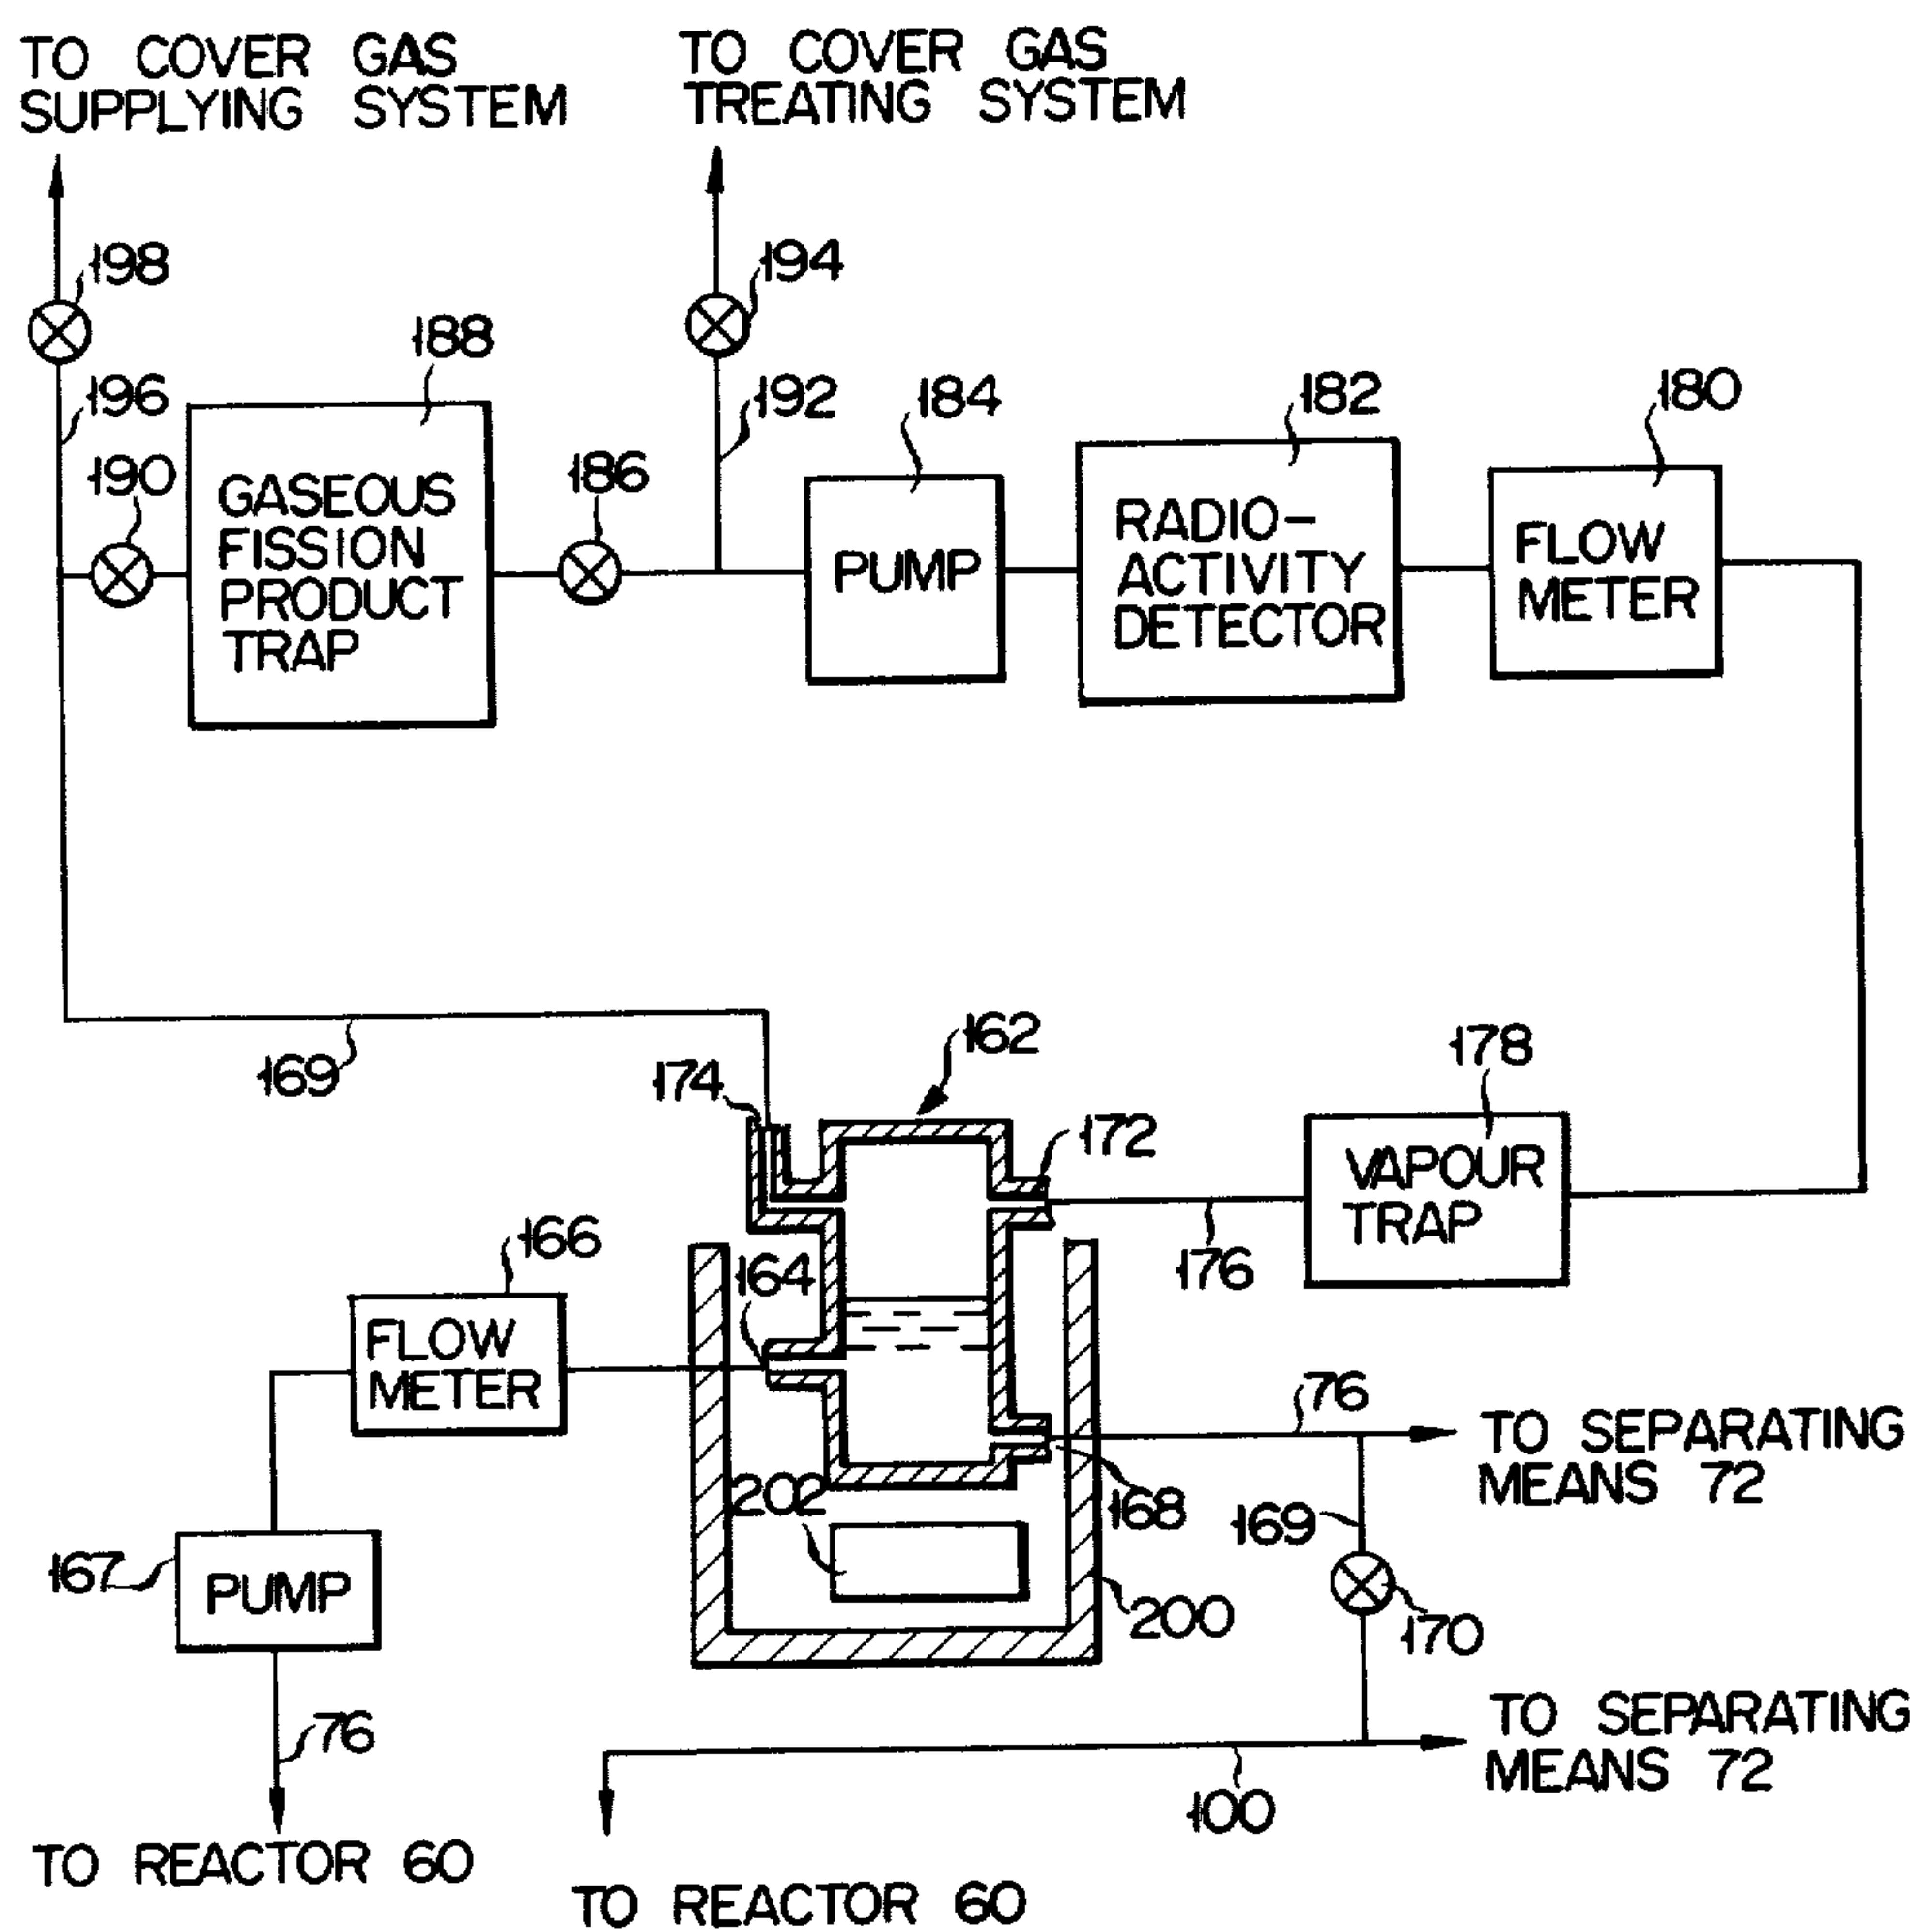 TO COVER GAS
SUPPLYING SYSTEM
TO COVER GAS
TREATING SYSTEM
198
194
188
196
192
184
182
180
190
186
GASEOUS
FISSION
PRODUCT
TRAP
PUMP
RADIO-
ACTIVITY
DETECTOR
FLOW
METER
169
174
162
172
178
VAPOUR
TRAP
176
166
164
FLOW
METER
76
TO SEPARATING
MEANS 72
202
168
169
167
PUMP
200
170
76
TO SEPARATING
MEANS 72
100
TO REACTOR 60
TO REACTOR 60